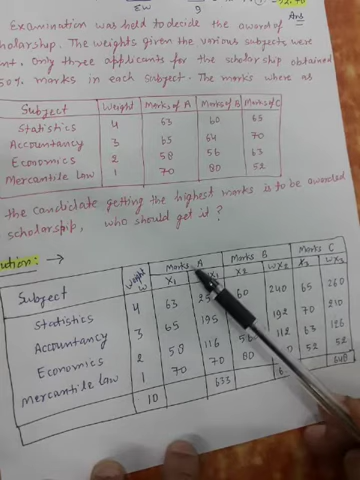 Σw
9
Ans
Examination was held to decide the award of
holarship. The weights given the various subjects were
nt. Only three applicants for the scholarship obtained
50% marks in each subject. The marks where as
Subject Weight Marks of A Marks of B Marks of C
Statistics 4 63 60 65
Accountancy 3 65 64 70
Economics 2 58 56 63
Mercantile Law 1 70 80 52
the candidate getting the highest marks is to be awarded
scholarship, who should get it?
ution: →
Subject Weight W Marks A Marks B Marks C
X1 X2 WX2 X3 WX3
Statistics 4 63 60 240 65 260
Accountancy 3 65 195 192 70 210
Economics 2 58 116 112 63 126
Mercantile law 1 70 70 80 52 52
10 633 648